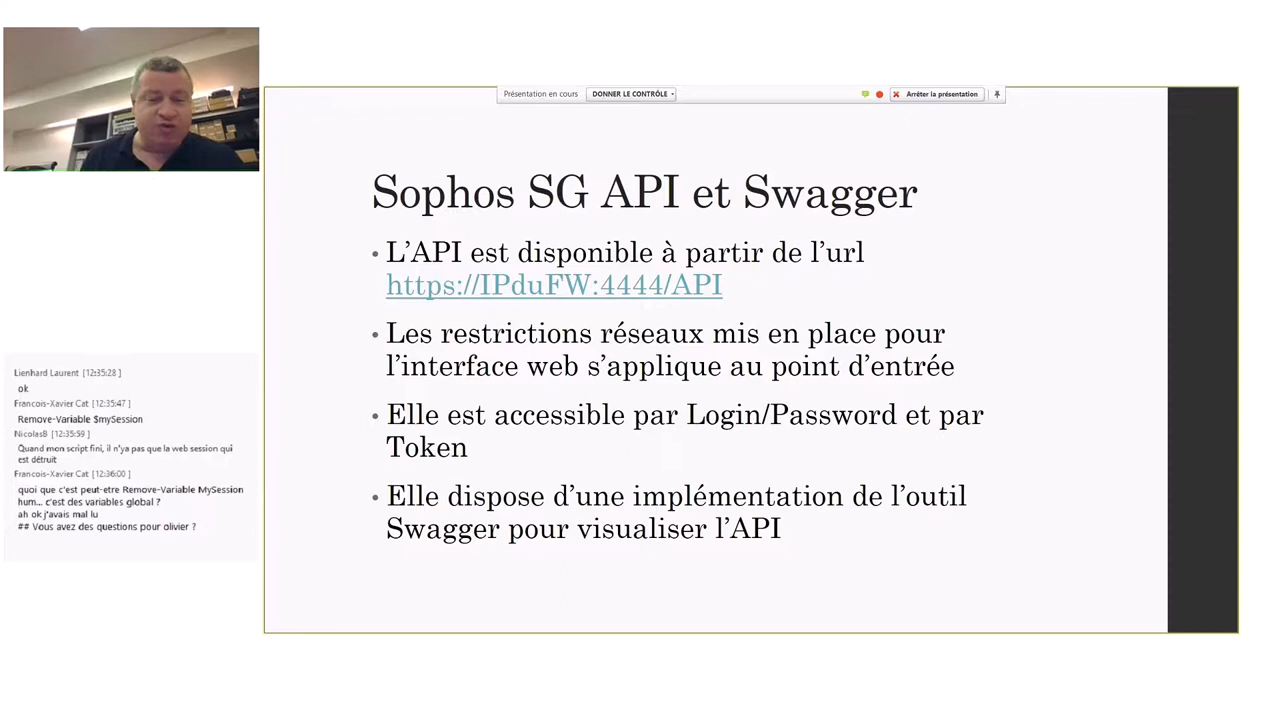 Présentation en cours
DONNER LE CONTRÔLE
Arrêter la présentation
Sophos SG API et Swagger
• L’API est disponible à partir de l’url
https://IPduFW:4444/API
• Les restrictions réseaux mis en place pour
l’interface web s’applique au point d’entrée
• Elle est accessible par Login/Password et par
Token
• Elle dispose d’une implémentation de l’outil
Swagger pour visualiser l’API
Lienhard Laurent [12:35:28 ]
ok
Francois-Xavier Cat [12:35:47 ]
Remove-Variable $mySession
NicolasB [12:35:59 ]
Quand mon script fini, il n'ya pas que la web session qui
est détruit
Francois-Xavier Cat [12:36:00 ]
quoi que c'est peut-etre Remove-Variable MySession
hum... c'est des variables global ?
ah ok j'avais mal lu
## Vous avez des questions pour olivier ?